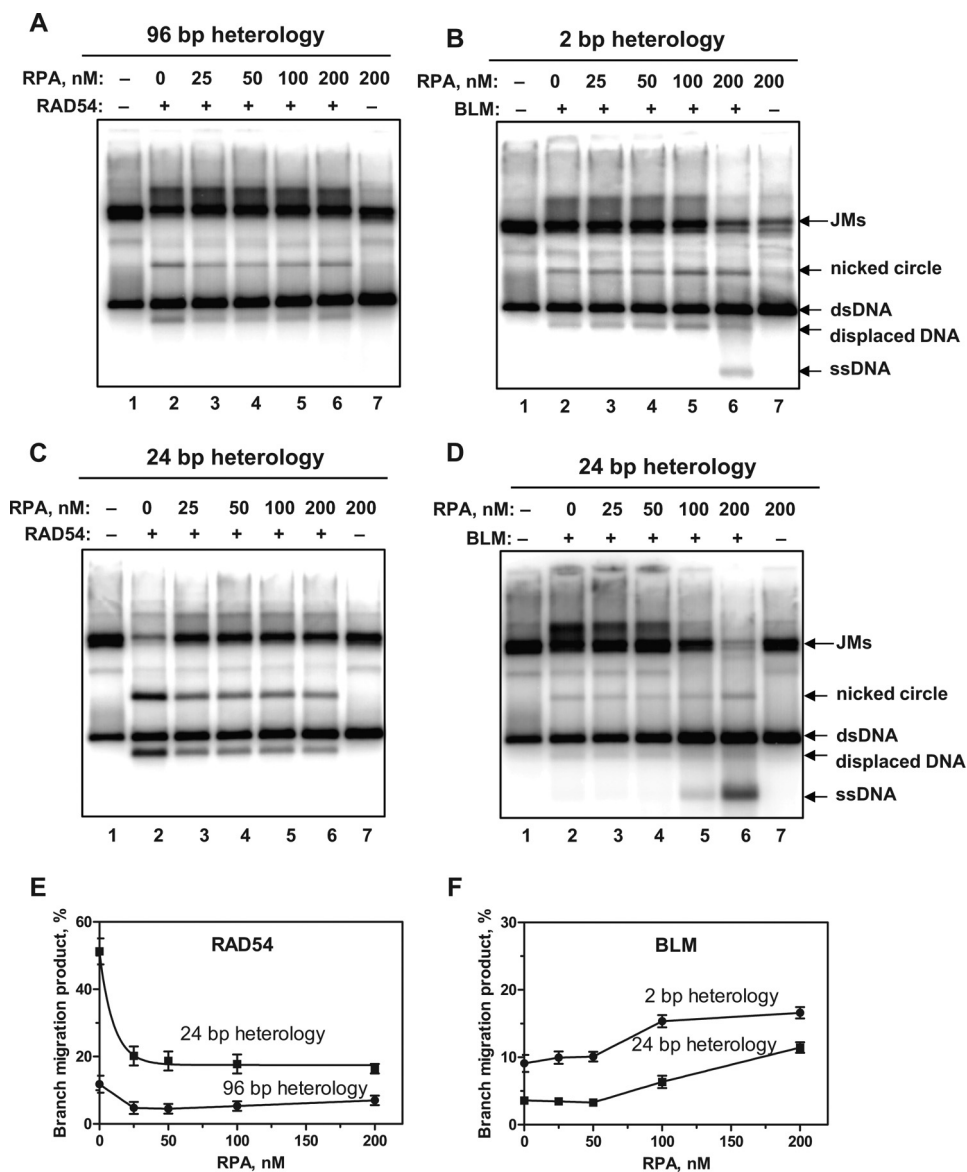 A
96 bp heterology
RPA, nM: – 0 25 50 100 200 200
RAD54: – + + + + + –
1 2 3 4 5 6 7
B
2 bp heterology
RPA, nM: – 0 25 50 100 200 200
BLM: – + + + + + –
JMs
nicked circle
dsDNA
displaced DNA
ssDNA
1 2 3 4 5 6 7
C
24 bp heterology
RPA, nM: – 0 25 50 100 200 200
RAD54: – + + + + + –
1 2 3 4 5 6 7
D
24 bp heterology
RPA, nM: – 0 25 50 100 200 200
BLM: – + + + + + –
JMs
nicked circle
dsDNA
displaced DNA
ssDNA
1 2 3 4 5 6 7
E
Branch migration product, %
60
40
20
0
RAD54
24 bp heterology
96 bp heterology
0 50 100 150 200
RPA, nM
F
Branch migration product, %
30
20
10
0
BLM
2 bp heterology
24 bp heterology
0 50 100 150 200
RPA, nM